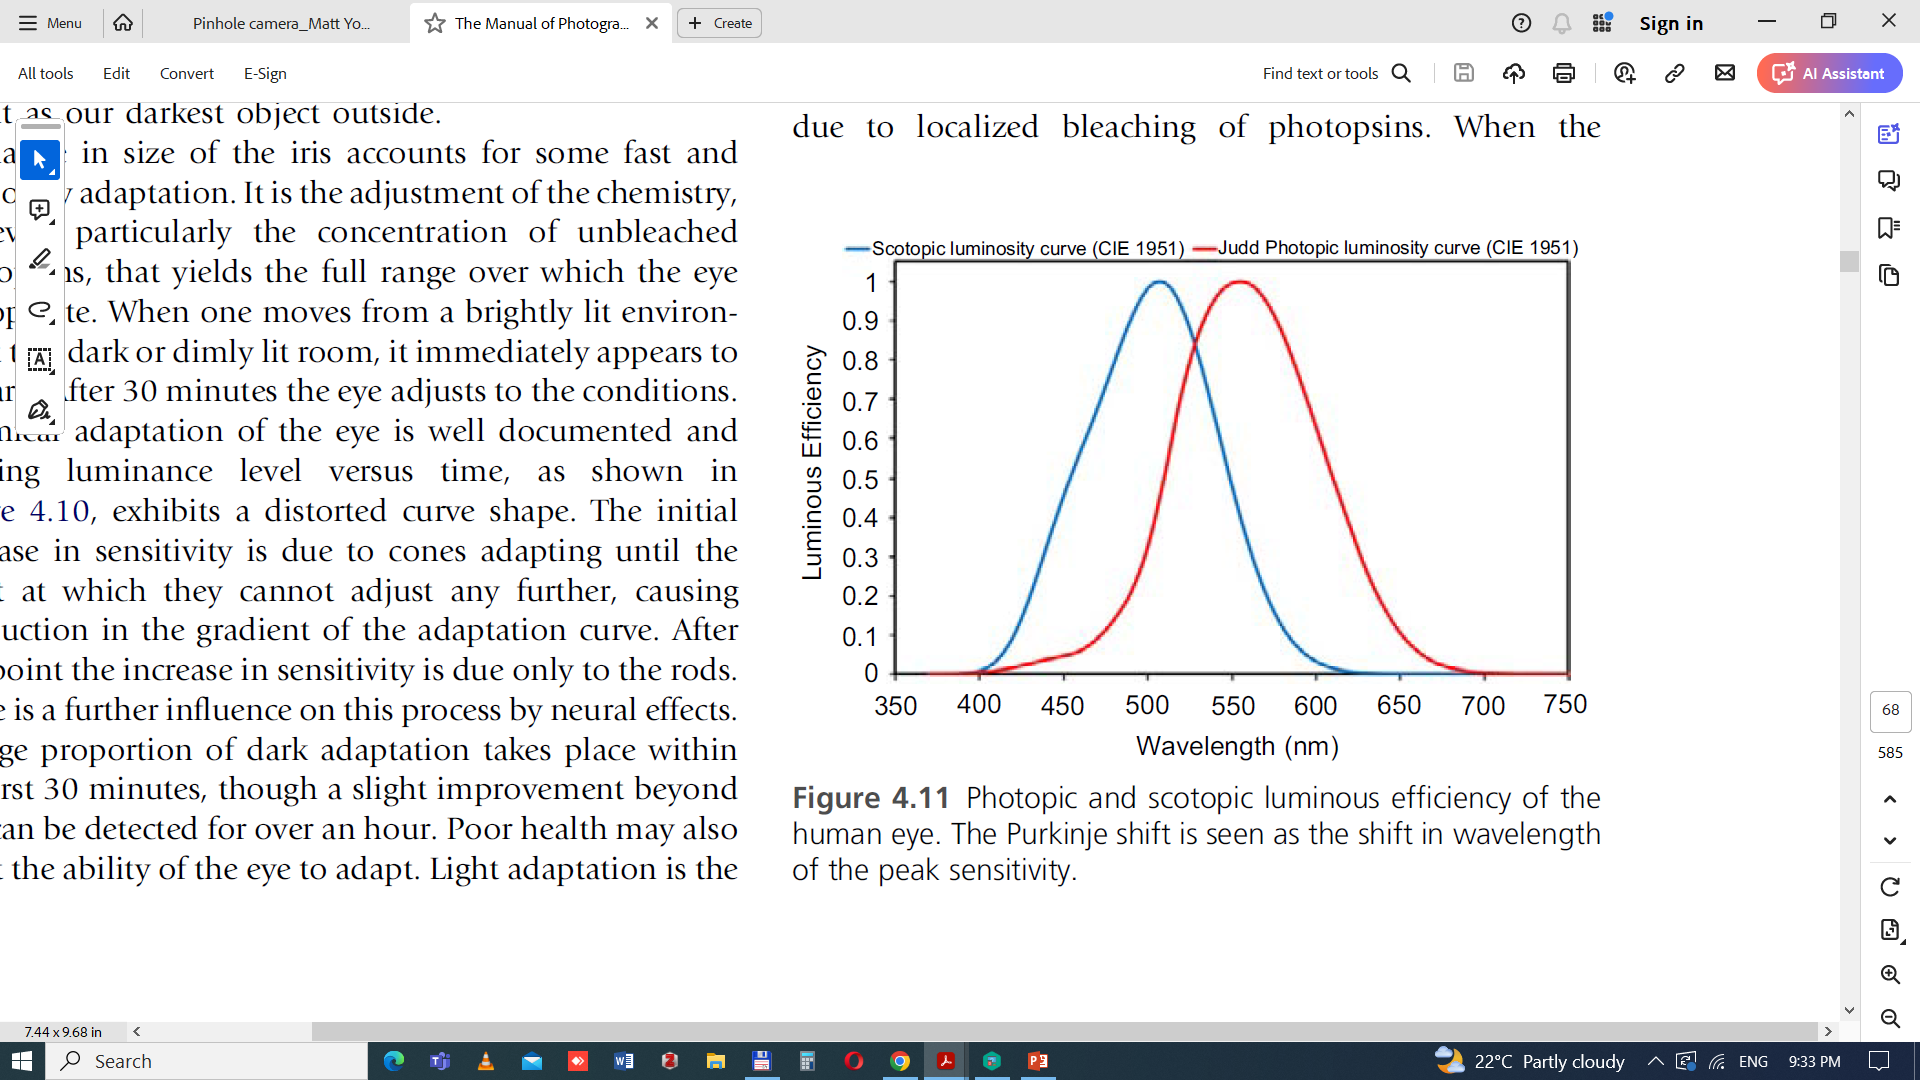 Menu
Pinhole camera_Matt Yo...
The Manual of Photogra...
Create
Sign in
All tools
Edit
Convert
E-Sign
Find text or tools
AI Assistant
as our darkest object outside.
in size of the iris accounts for some fast and
adaptation. It is the adjustment of the chemistry,
particularly the concentration of unbleached
that yields the full range over which the eye
When one moves from a brightly lit environ-
dark or dimly lit room, it immediately appears to
After 30 minutes the eye adjusts to the conditions.
adaptation of the eye is well documented and
luminance level versus time, as shown in
4.10, exhibits a distorted curve shape. The initial
in sensitivity is due to cones adapting until the
at which they cannot adjust any further, causing
in the gradient of the adaptation curve. After
point the increase in sensitivity is due only to the rods.
is a further influence on this process by neural effects.
proportion of dark adaptation takes place within
30 minutes, though a slight improvement beyond
can be detected for over an hour. Poor health may also
the ability of the eye to adapt. Light adaptation is the
due to localized bleaching of photopsins. When the
Scotopic luminosity curve (CIE 1951)
Judd Photopic luminosity curve (CIE 1951)
Luminous Efficiency
1
0.9
0.8
0.7
0.6
0.5
0.4
0.3
0.2
0.1
0
350 400 450 500 550 600 650 700 750
Wavelength (nm)
Figure 4.11 Photopic and scotopic luminous efficiency of the
human eye. The Purkinje shift is seen as the shift in wavelength
of the peak sensitivity.
68
585
7.44 x 9.68 in
Search
22°C Partly cloudy
ENG
9:33 PM